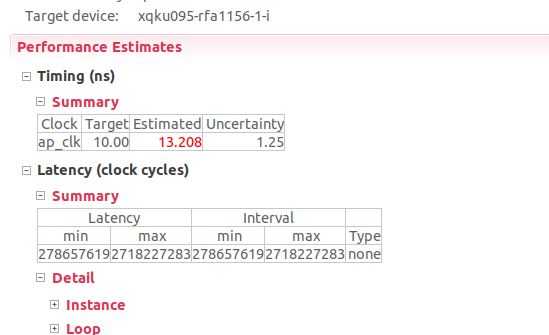 Target device: xqku095-rfa1156-1-i
Performance Estimates
Timing (ns)
Summary
Clock Target Estimated Uncertainty
ap_clk 10.00 13.208 1.25
Latency (clock cycles)
Summary
Latency Interval
min max min max Type
278657619 2718227283 278657619 2718227283 none
Detail
Instance
Loop